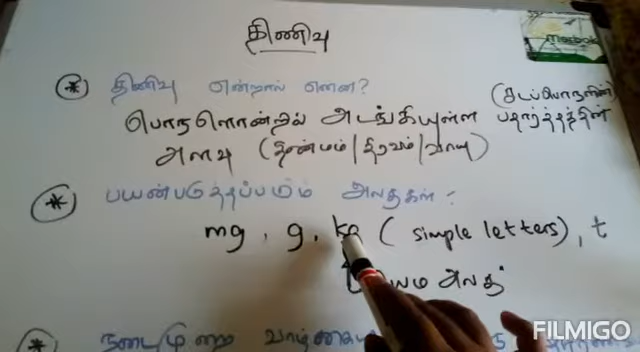 திணிவு
திணிவு என்றால் என்ன?
(சடப்பொருளின்)
பொருளொன்றில் அடங்கியுள்ள பதார்த்தத்தின்
அளவு (திண்மம்/திரவம்/வாயு)
பயன்படுத்தப்படும் அலகுகள் :
mg, g, kg ( simple letters), t
அலகு
நடைமுறை
FILMIGO